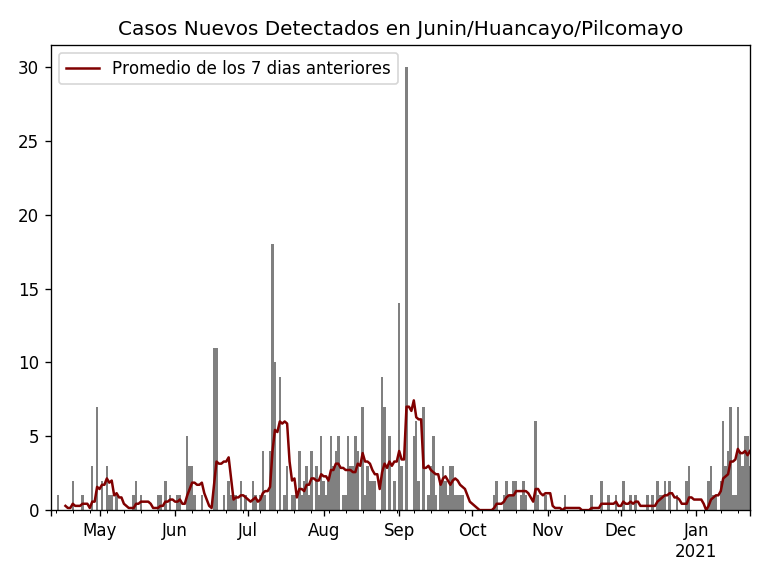 Casos Nuevos Detectados en Junin/Huancayo/Pilcomayo
Promedio de los 7 dias anteriores
30
25
20
15
10
5
0
May Jun Jul Aug Sep Oct Nov Dec Jan
2021